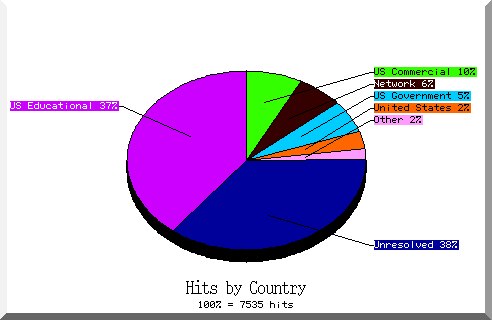 US Commercial 10%
Network 6%
US Government 5%
US Educational 37%
United States 2%
Other 2%
Unresolved 38%
Hits by Country
100% = 7535 hits